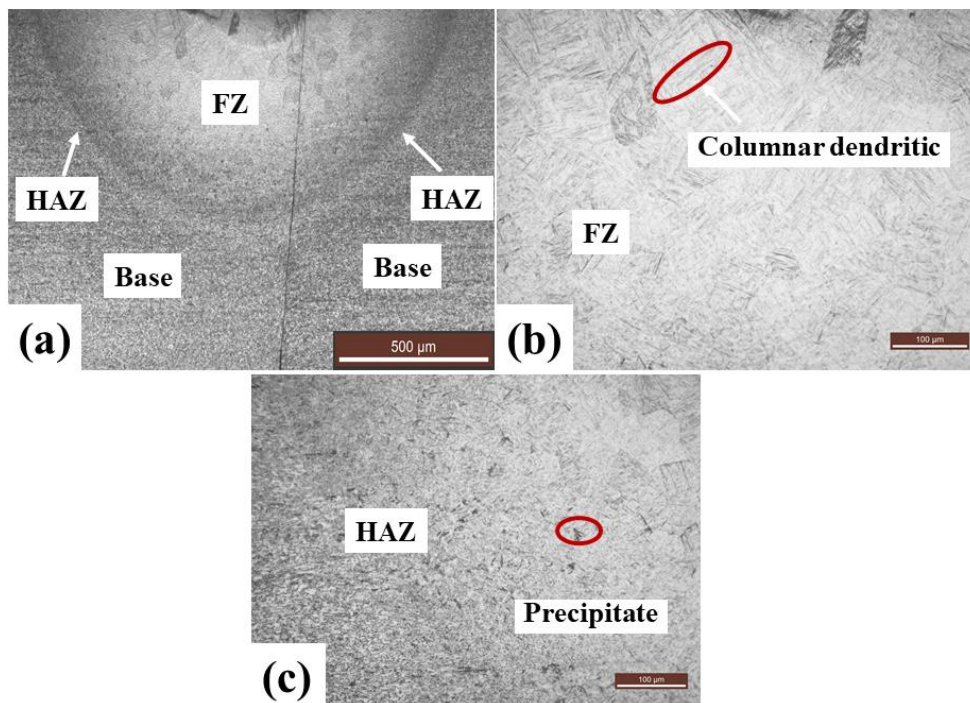 FZ
HAZ
HAZ
Base
Base
(a)
500 µm
Columnar dendritic
FZ
(b)
100 µm
HAZ
Precipitate
(c)
100 µm